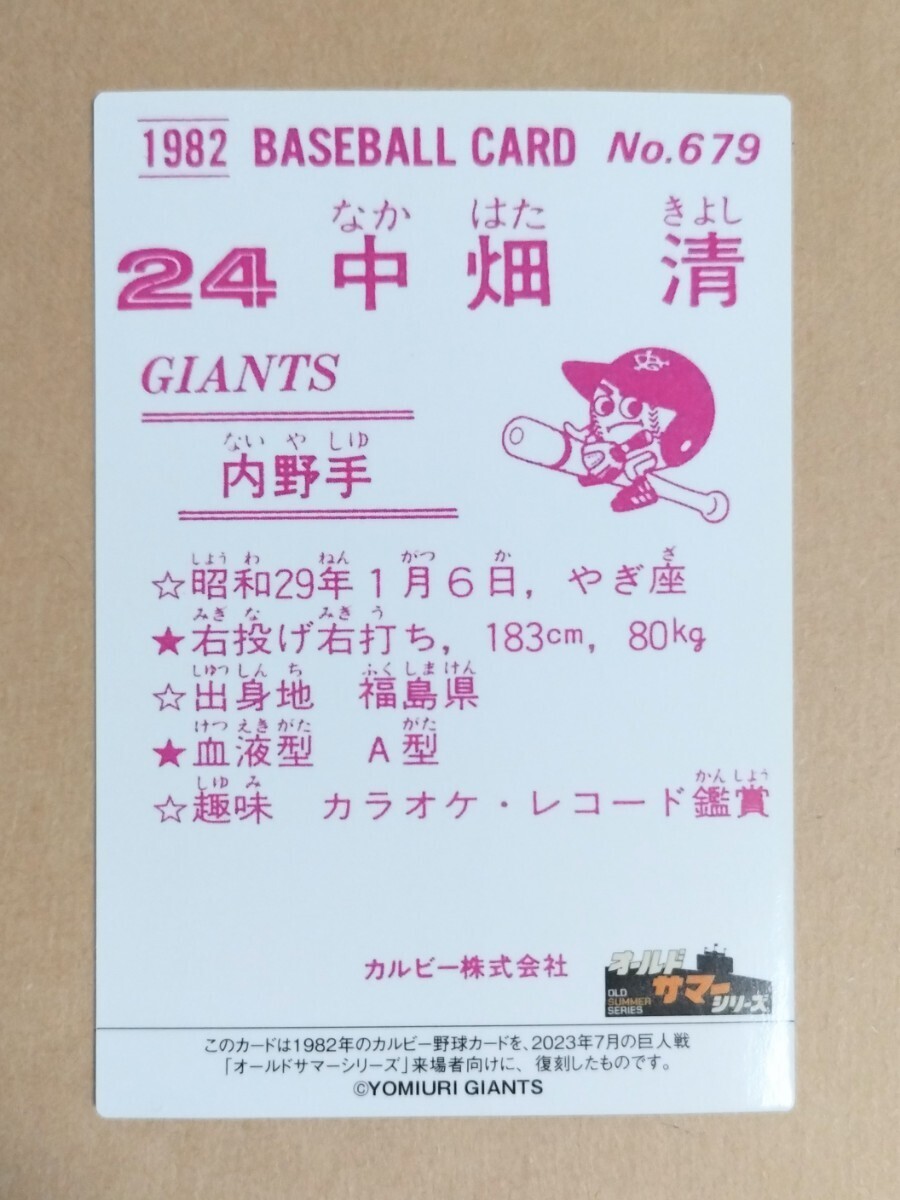 1982 BASEBALL CARD No.679
なか はた きよし
24 中 畑 清
GIANTS
ない や しゆ
内野手
しよう わ ねん がつ か ざ
☆昭和29年1月6日, やぎ座
みぎ な みぎ う
★右投げ右打ち, 183cm, 80kg
しゆつ しん ち ふく しま けん
☆出身地 福島県
けつ えき がた がた
★血液型 A型
しゆ み かん しよう
☆趣味 カラオケ・レコード鑑賞
カルビー株式会社
オールド
サマー
シリーズ
OLD
SUMMER
SERIES
このカードは1982年のカルビー野球カードを、2023年7月の巨人戦
「オールドサマーシリーズ」来場者向けに、復刻したものです。
©YOMIURI GIANTS